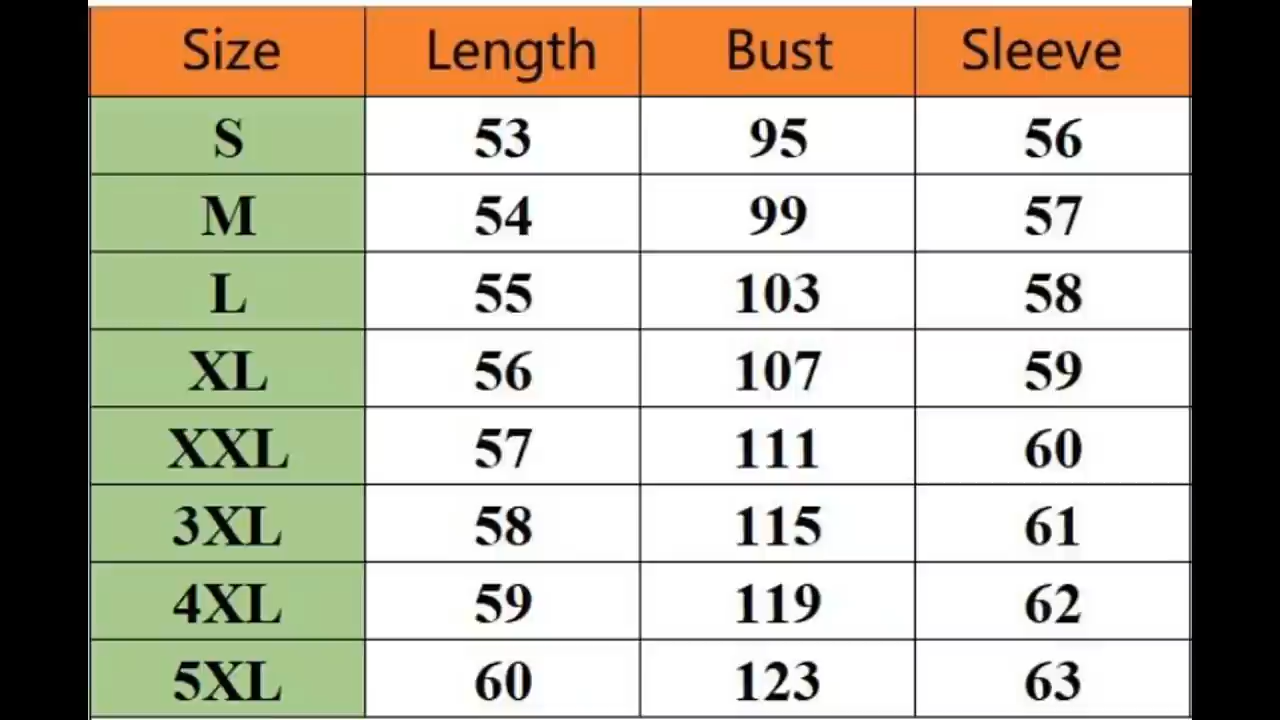 Size Length Bust Sleeve
S 53 95 56
M 54 99 57
L 55 103 58
XL 56 107 59
XXL 57 111 60
3XL 58 115 61
4XL 59 119 62
5XL 60 123 63